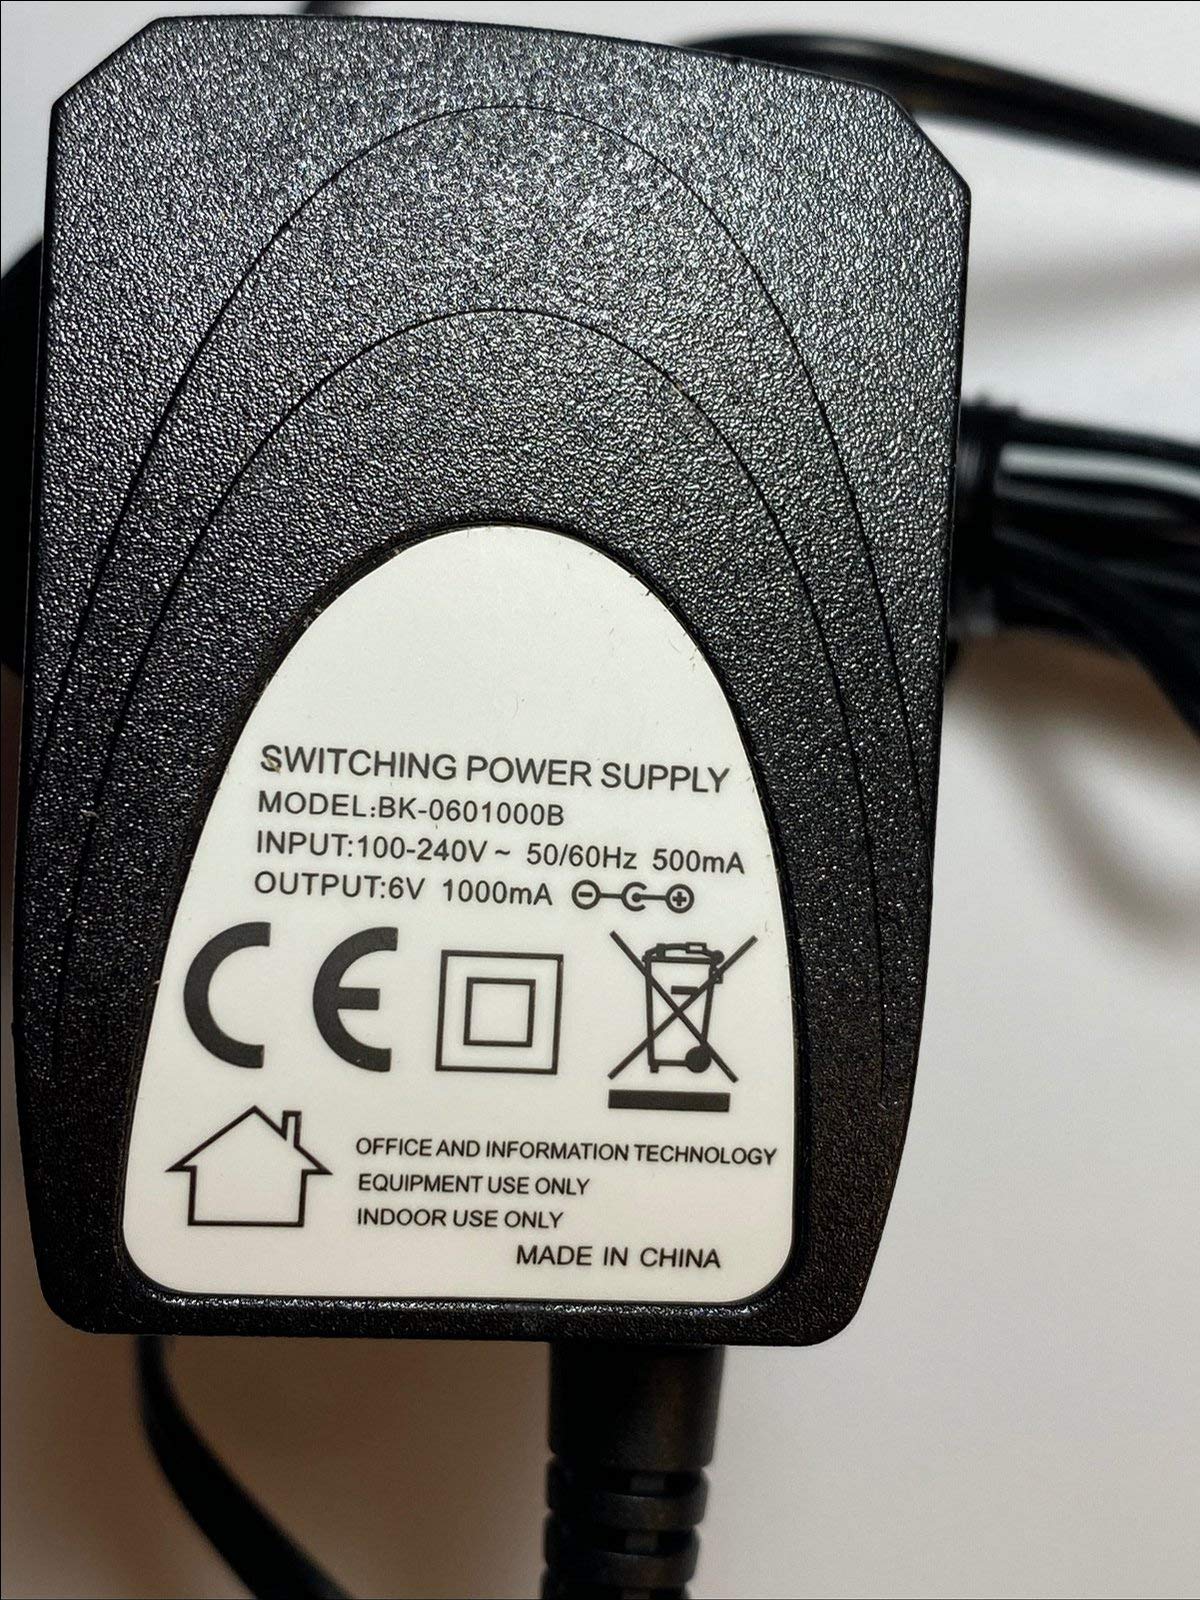 SWITCHING POWER SUPPLY
MODEL:BK-0601000B
INPUT:100-240V~ 50/60Hz 500mA
OUTPUT:6V 1000mA
CE
OFFICE AND INFORMATION TECHNOLOGY
EQUIPMENT USE ONLY
INDOOR USE ONLY
MADE IN CHINA